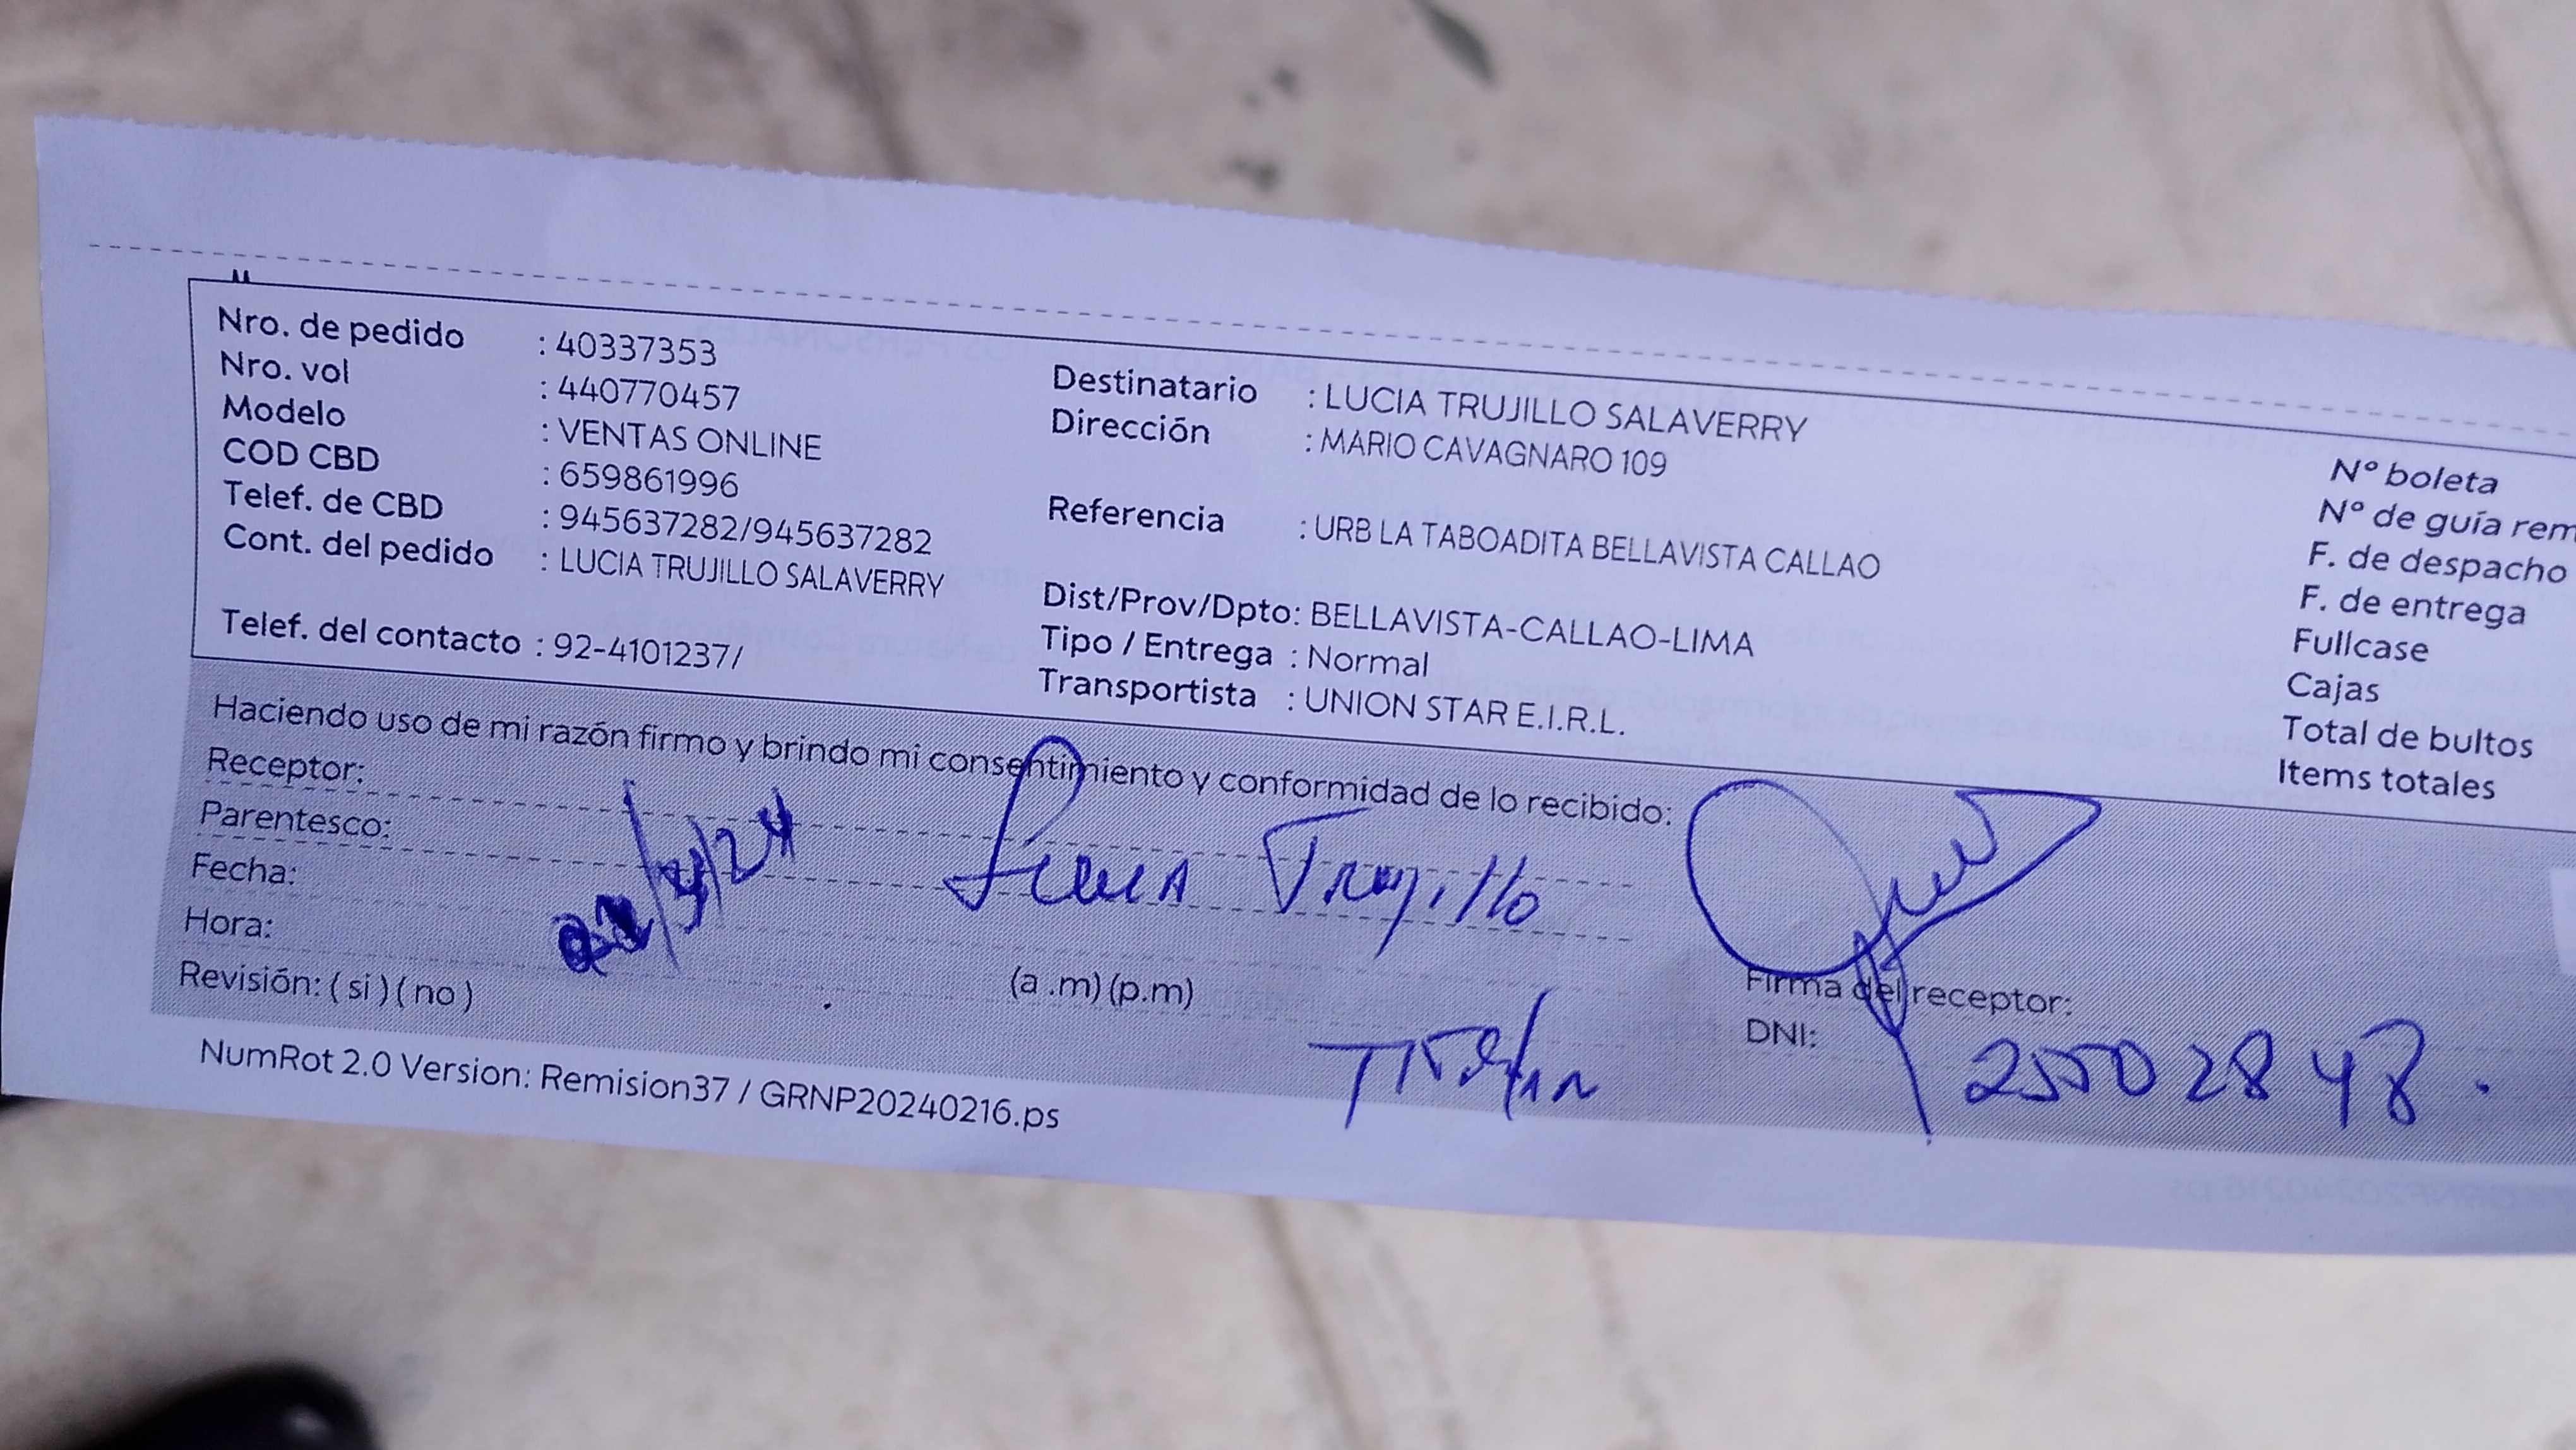 Nro. de pedido : 40337353
Nro. vol : 440770457
Modelo : VENTAS ONLINE
COD CBD : 659861996
Telef. de CBD : 945637282/945637282
Cont. del pedido : LUCIA TRUJILLO SALAVERRY
Telef. del contacto : 92-4101237/
Destinatario : LUCIA TRUJILLO SALAVERRY
Dirección : MARIO CAVAGNARO 109
Referencia : URB LA TABOADITA BELLAVISTA CALLAO
Dist/Prov/Dpto: BELLAVISTA-CALLAO-LIMA
Tipo / Entrega : Normal
Transportista : UNION STAR E.I.R.L.
N° boleta
N° de guía rem
F. de despacho
F. de entrega
Fullcase
Cajas
Total de bultos
Items totales
Haciendo uso de mi razón firmo y brindo mi consentimiento y conformidad de lo recibido:
Receptor:
Parentesco:
Lucia Trujillo
Fecha:
Hora:
(a .m) (p.m)
Revisión: ( si ) ( no )
Firma del receptor:
DNI: 25502848.
NumRot 2.0 Version: Remision37 / GRNP20240216.ps